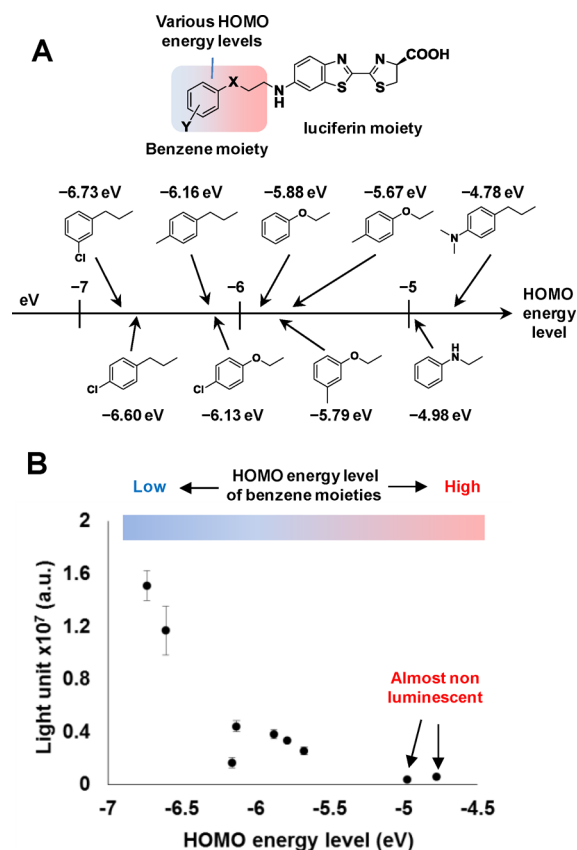 A
Various HOMO
energy levels
X
Y
N
H
N
S
N
S
COOH
luciferin moiety
Benzene moiety
−6.73 eV
−6.16 eV
−5.88 eV
−5.67 eV
−4.78 eV
Cl
O
O
N
eV
−7
−6
−5
HOMO
energy
level
Cl
Cl
O
O
H
N
−6.60 eV
−6.13 eV
−5.79 eV
−4.98 eV
B
Low
HOMO energy level
of benzene moieties
High
Light unit x10⁷ (a.u.)
2
1.6
1.2
0.8
0.4
0
Almost non
luminescent
-7
-6.5
-6
-5.5
-5
-4.5
HOMO energy level (eV)